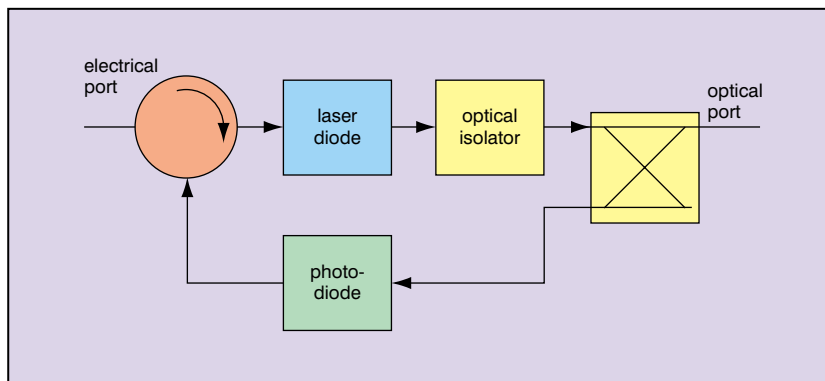 electrical
port
laser
diode
optical
isolator
optical
port
photo-
diode